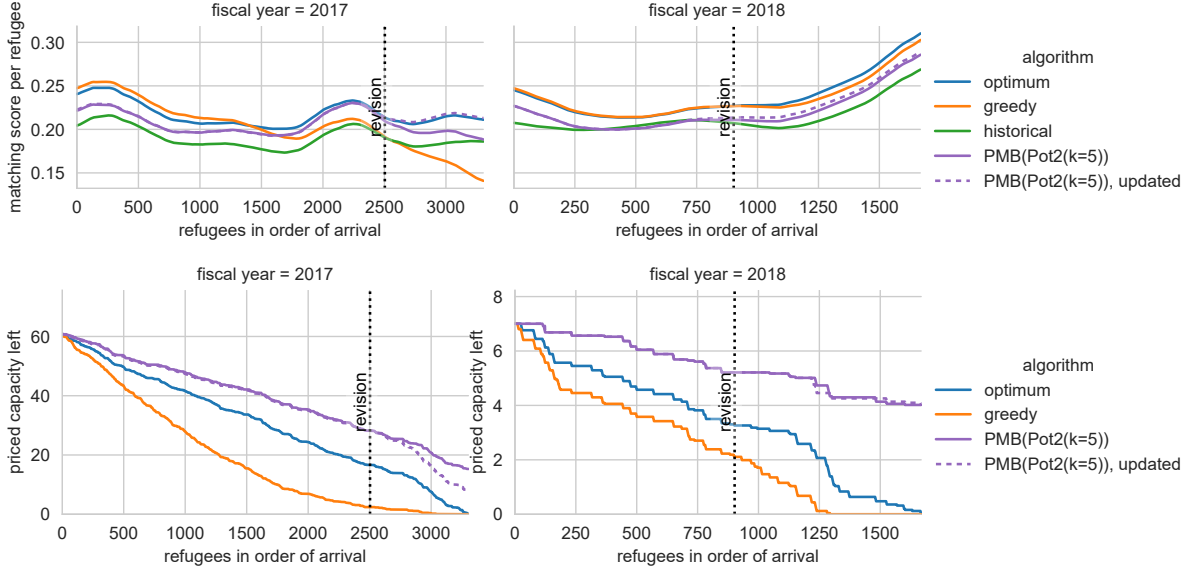 fiscal year = 2017
fiscal year = 2018
matching score per refugee
0.30
0.25
0.20
0.15
revision
revision
0 500 1000 1500 2000 2500 3000
0 250 500 750 1000 1250 1500
refugees in order of arrival
refugees in order of arrival
algorithm
optimum
greedy
historical
PMB(Pot2(k=5))
PMB(Pot2(k=5)), updated
fiscal year = 2017
fiscal year = 2018
priced capacity left
60
40
20
0
revision
0 500 1000 1500 2000 2500 3000
refugees in order of arrival
priced capacity left
8
6
4
2
0
revision
0 250 500 750 1000 1250 1500
refugees in order of arrival
algorithm
optimum
greedy
PMB(Pot2(k=5))
PMB(Pot2(k=5)), updated